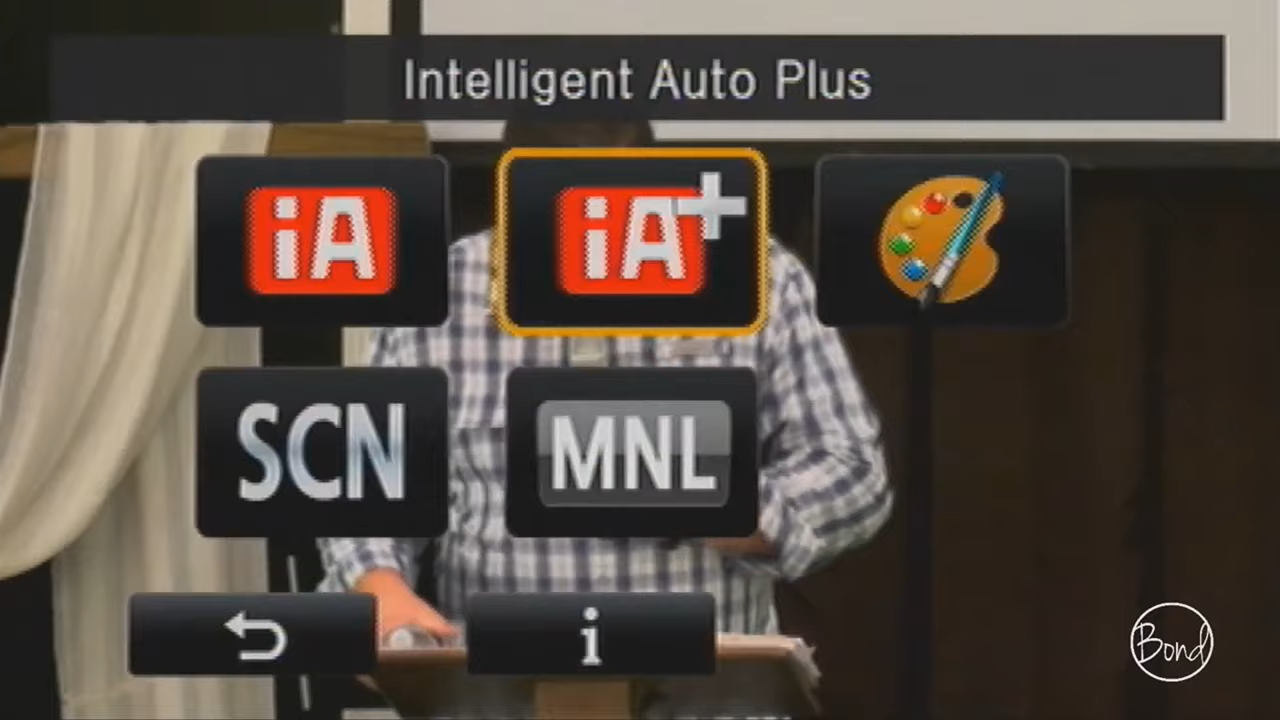 Intelligent Auto Plus
iA
iA+
SCN
MNL
i
Bond